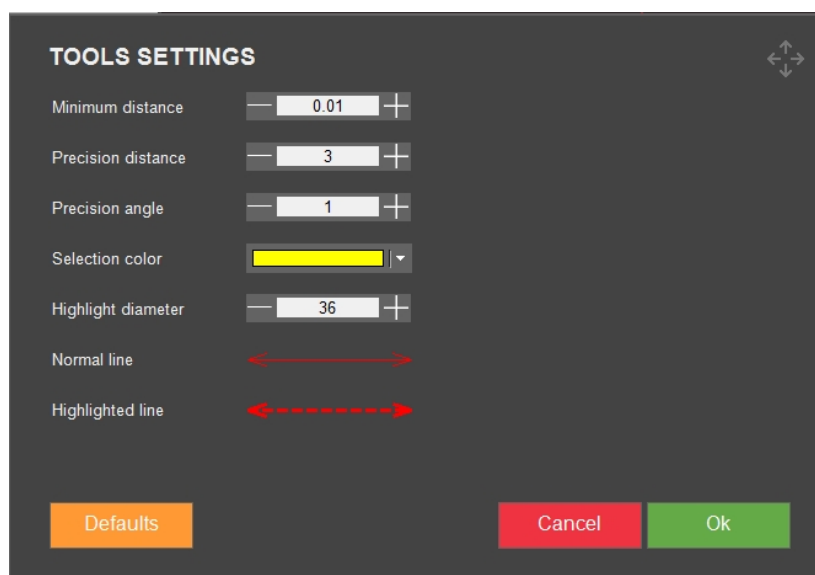 TOOLS SETTINGS
Minimum distance 0.01
Precision distance 3
Precision angle 1
Selection color
Highlight diameter 36
Normal line
Highlighted line
Defaults Cancel Ok